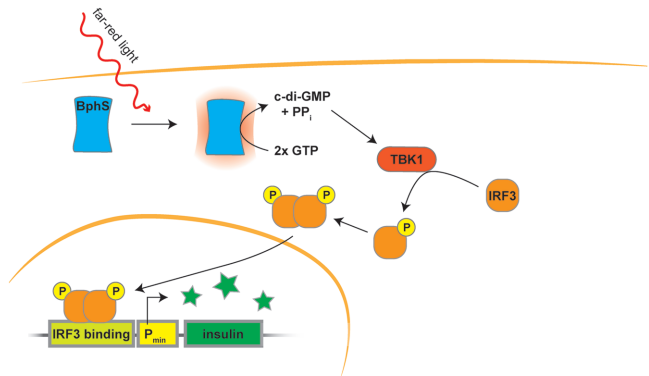 far-red light
BphS
c-di-GMP
+ PPi
2x GTP
TBK1
IRF3
P
P
P
P
P
IRF3 binding
Pmin
insulin